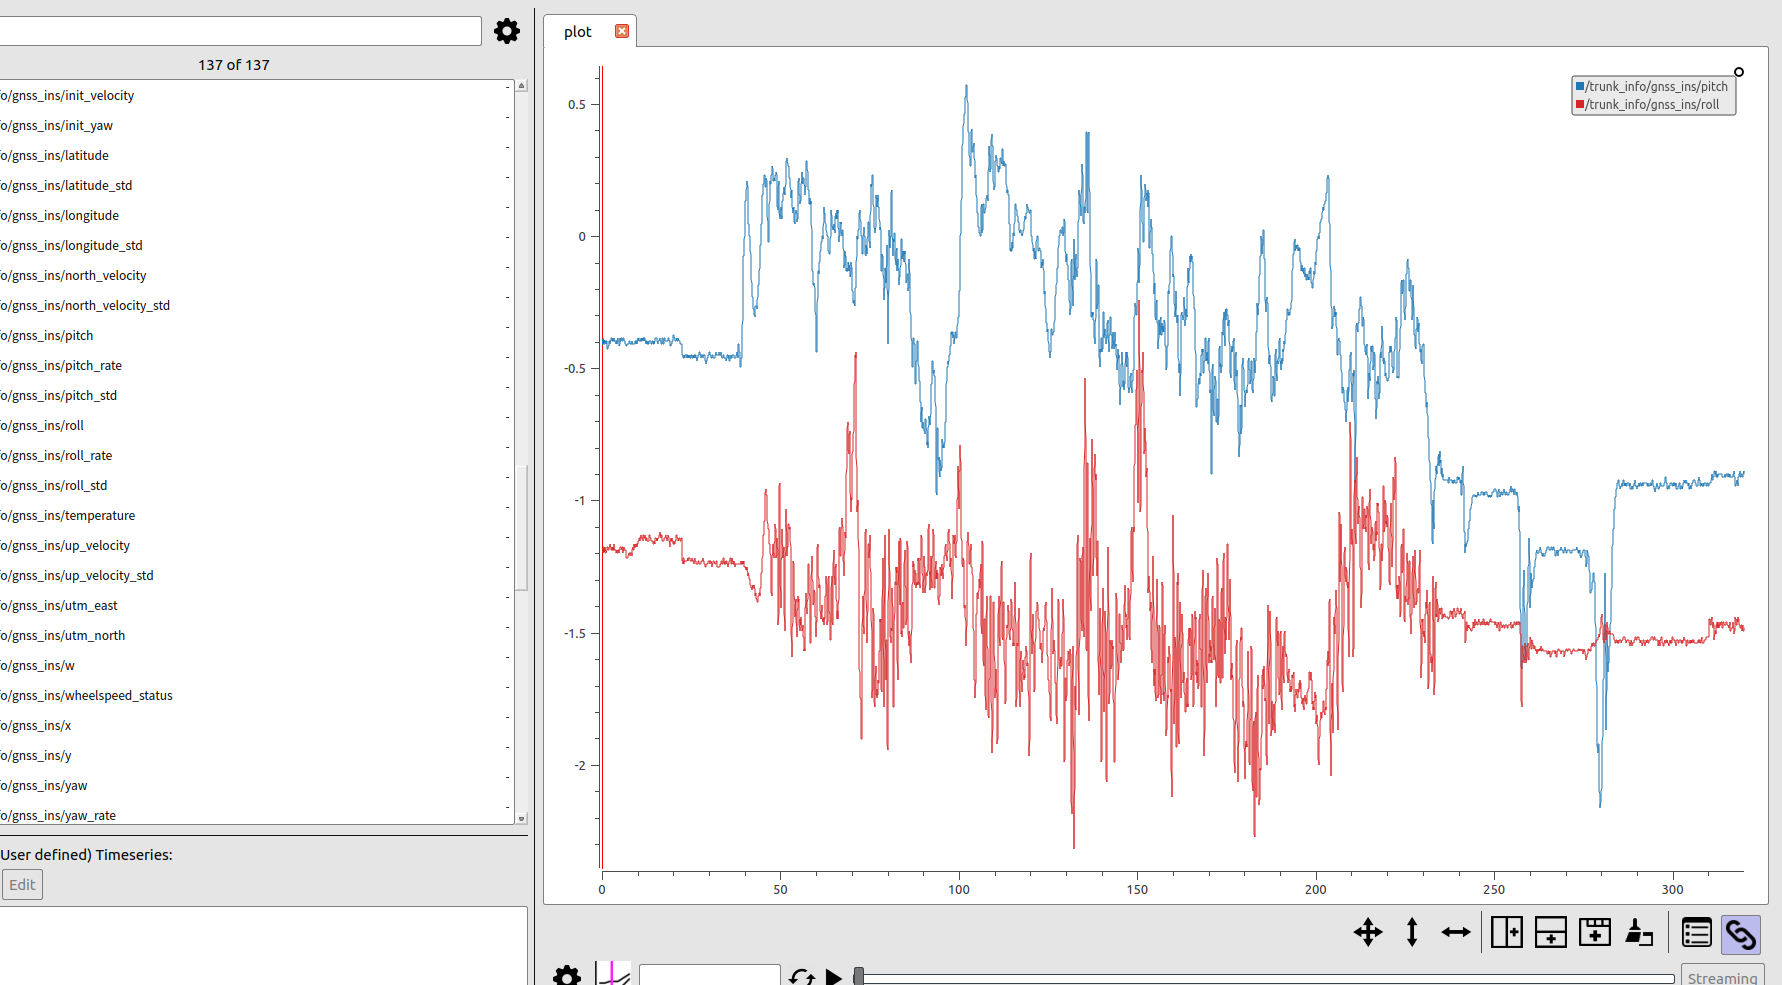 137 of 137
o/gnss_ins/init_velocity -
o/gnss_ins/init_yaw -
o/gnss_ins/latitude -
o/gnss_ins/latitude_std -
o/gnss_ins/longitude -
o/gnss_ins/longitude_std -
o/gnss_ins/north_velocity -
o/gnss_ins/north_velocity_std -
o/gnss_ins/pitch -
o/gnss_ins/pitch_rate -
o/gnss_ins/pitch_std -
o/gnss_ins/roll -
o/gnss_ins/roll_rate -
o/gnss_ins/roll_std -
o/gnss_ins/temperature -
o/gnss_ins/up_velocity -
o/gnss_ins/up_velocity_std -
o/gnss_ins/utm_east -
o/gnss_ins/utm_north -
o/gnss_ins/w -
o/gnss_ins/wheelspeed_status -
o/gnss_ins/x -
o/gnss_ins/y -
o/gnss_ins/yaw -
o/gnss_ins/yaw_rate -
User defined) Timeseries:
Edit
plot
/trunk_info/gnss_ins/pitch
/trunk_info/gnss_ins/roll
0.5
0
-0.5
-1
-1.5
-2
0 50 100 150 200 250 300
Streaming